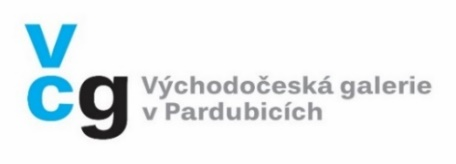 v
cg
Východočeská galerie
v Pardubicích